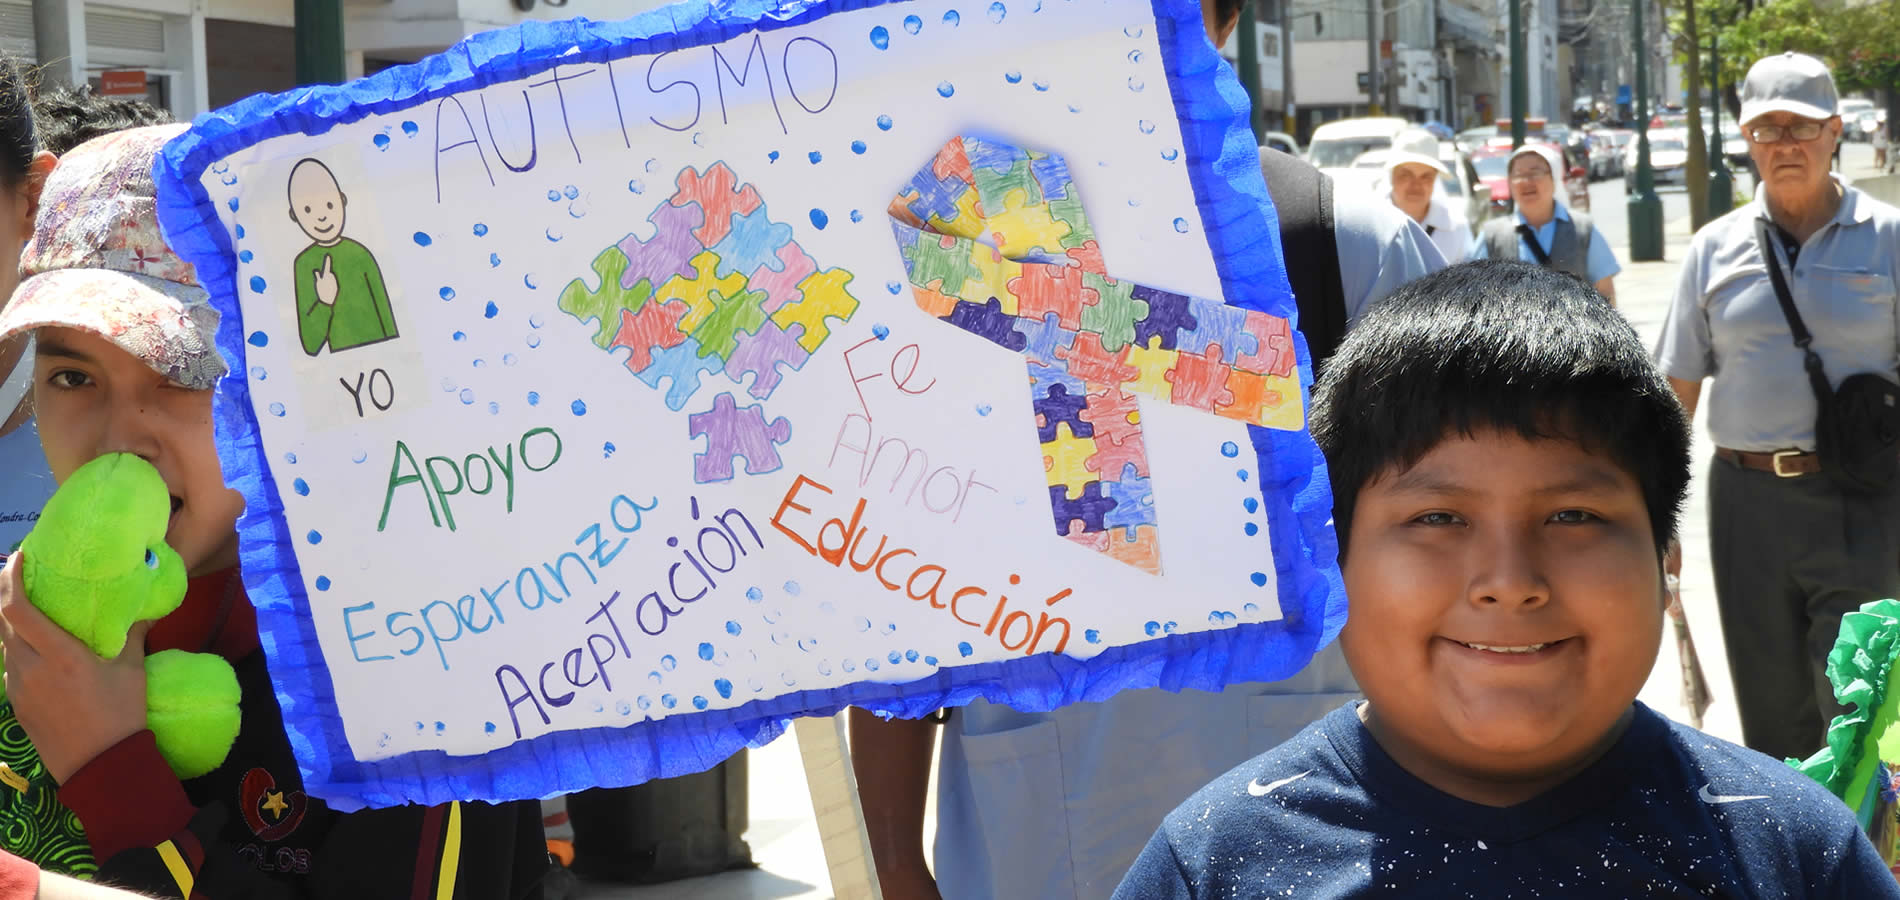 AUTISMO
YO
Apoyo
Fe
Amor
Esperanza
Aceptación
Educación